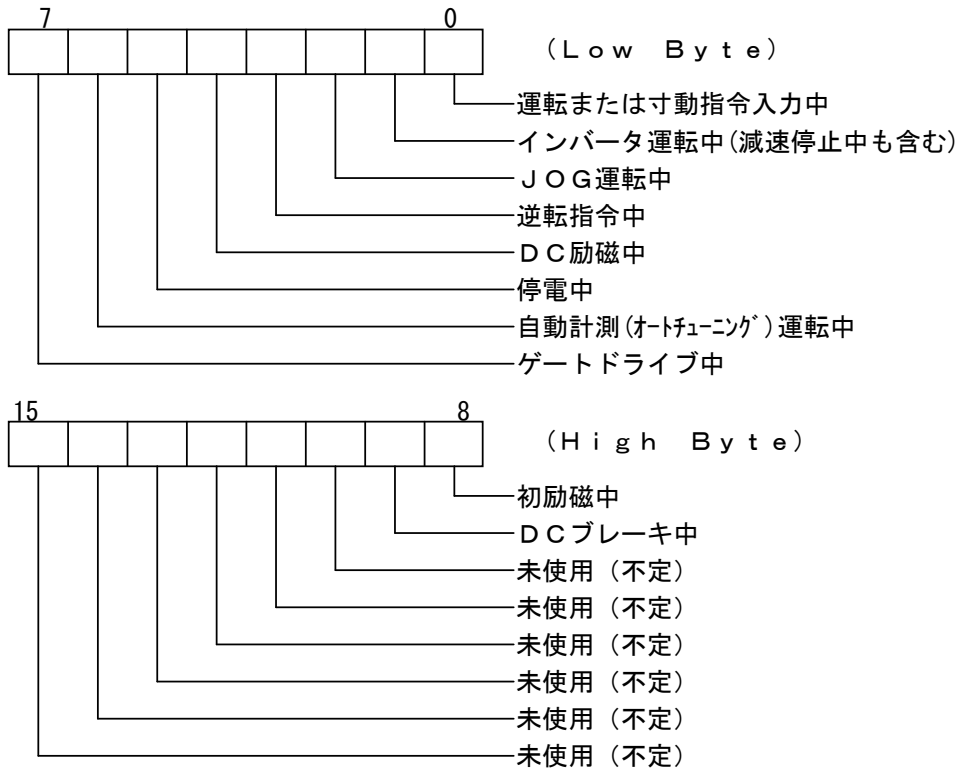 7 0
(Low Byte)
運転または寸動指令入力中
インバータ運転中(減速停止中も含む)
JOG運転中
逆転指令中
DC励磁中
停電中
自動計測(オートチューニング)運転中
ゲートドライブ中
15 8
(High Byte)
初励磁中
DCブレーキ中
未使用(不定)
未使用(不定)
未使用(不定)
未使用(不定)
未使用(不定)
未使用(不定)